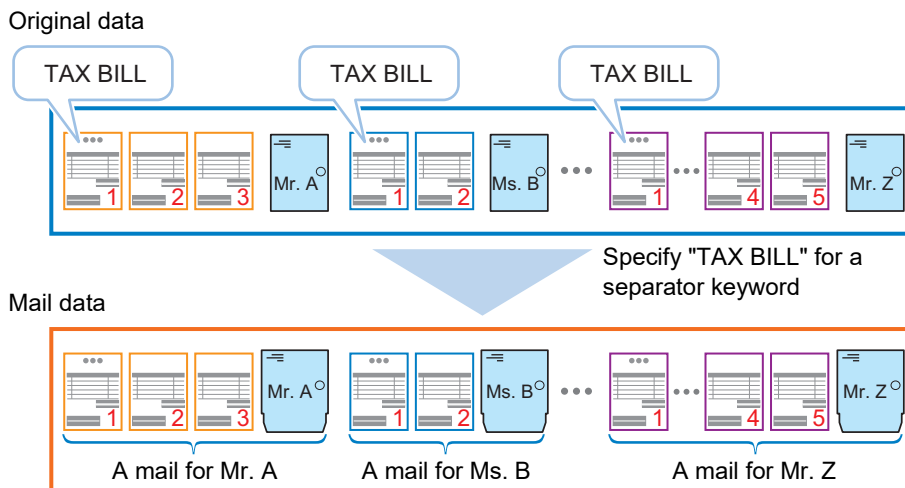 Original data
TAX BILL TAX BILL TAX BILL
1 2 3 Mr. A 1 2 Ms. B 1 4 5 Mr. Z
Specify "TAX BILL" for a
separator keyword
Mail data
1 2 3 Mr. A 1 2 Ms. B 1 4 5 Mr. Z
A mail for Mr. A A mail for Ms. B A mail for Mr. Z